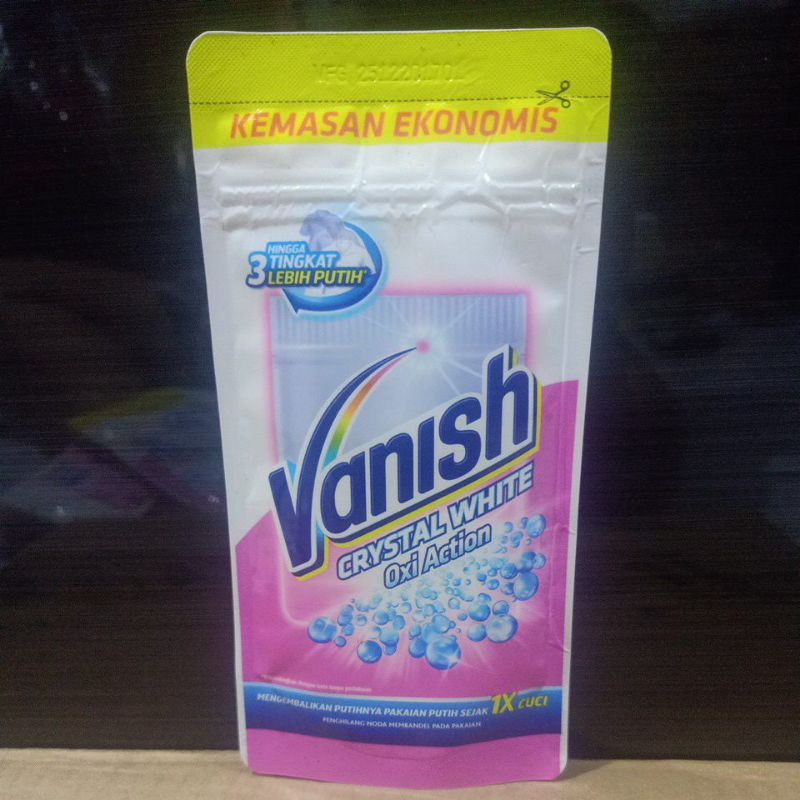 KEMASAN EKONOMIS
HINGGA
3 TINGKAT
LEBIH PUTIH*
Vanish
CRYSTAL WHITE
Oxi Action
MENGEMBALIKAN PUTIHNYA PAKAIAN PUTIH SEJAK 1X CUCI
PENGHILANG NODA MEMBANDEL PADA PAKAIAN